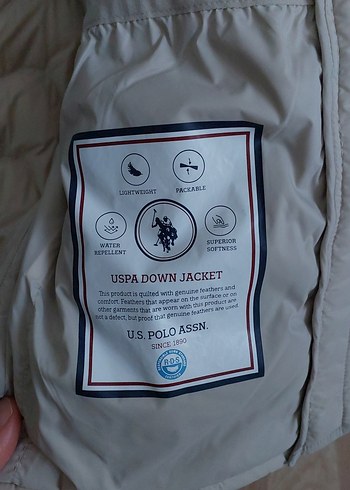 LIGHTWEIGHT
PACKABLE
WATER
REPELLENT
SUPERIOR
SOFTNESS
USPA DOWN JACKET
This product is quilted with genuine feathers and
comfort. Feathers that appear on the surface or on
other garments that are worn with this product are
not a defect, but proof that genuine feathers are used.
U.S. POLO ASSN.
SINCE 1890
RDS